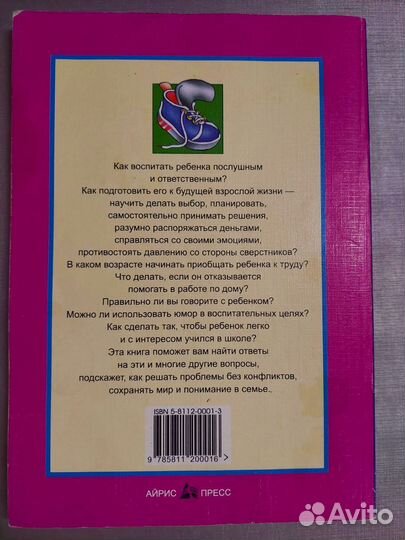 Как воспитать ребенка послушным
и ответственным?
Как подготовить его к будущей взрослой жизни —
научить делать выбор, планировать,
самостоятельно принимать решения,
разумно распоряжаться деньгами,
справляться со своими эмоциями,
противостоять давлению со стороны сверстников?
В каком возрасте начинать приобщать ребенка к труду?
Что делать, если он отказывается
помогать в работе по дому?
Правильно ли вы говорите с ребенком?
Можно ли использовать юмор в воспитательных целях?
Как сделать так, чтобы ребенок легко
и с интересом учился в школе?
Эта книга поможет вам найти ответы
на эти и многие другие вопросы,
подскажет, как решать проблемы без конфликтов,
сохранять мир и понимание в семье.
ISBN 5-8112-0001-3
9 785811 200016 >
АЙРИС ПРЕСС
Avito